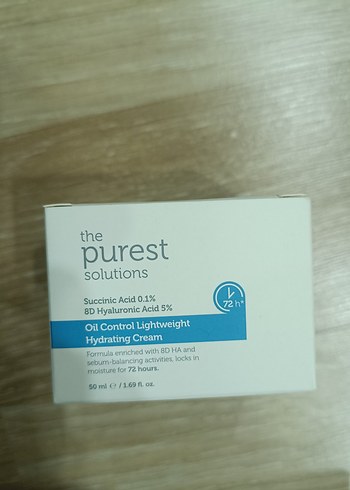 the
purest
solutions
Succinic Acid 0.1%
8D Hyaluronic Acid 5%
72 h*
Oil Control Lightweight
Hydrating Cream
Formula enriched with 8D HA and
sebum-balancing activities, locks in
moisture for 72 hours.
50 ml ℮ / 1.69 fl. oz.